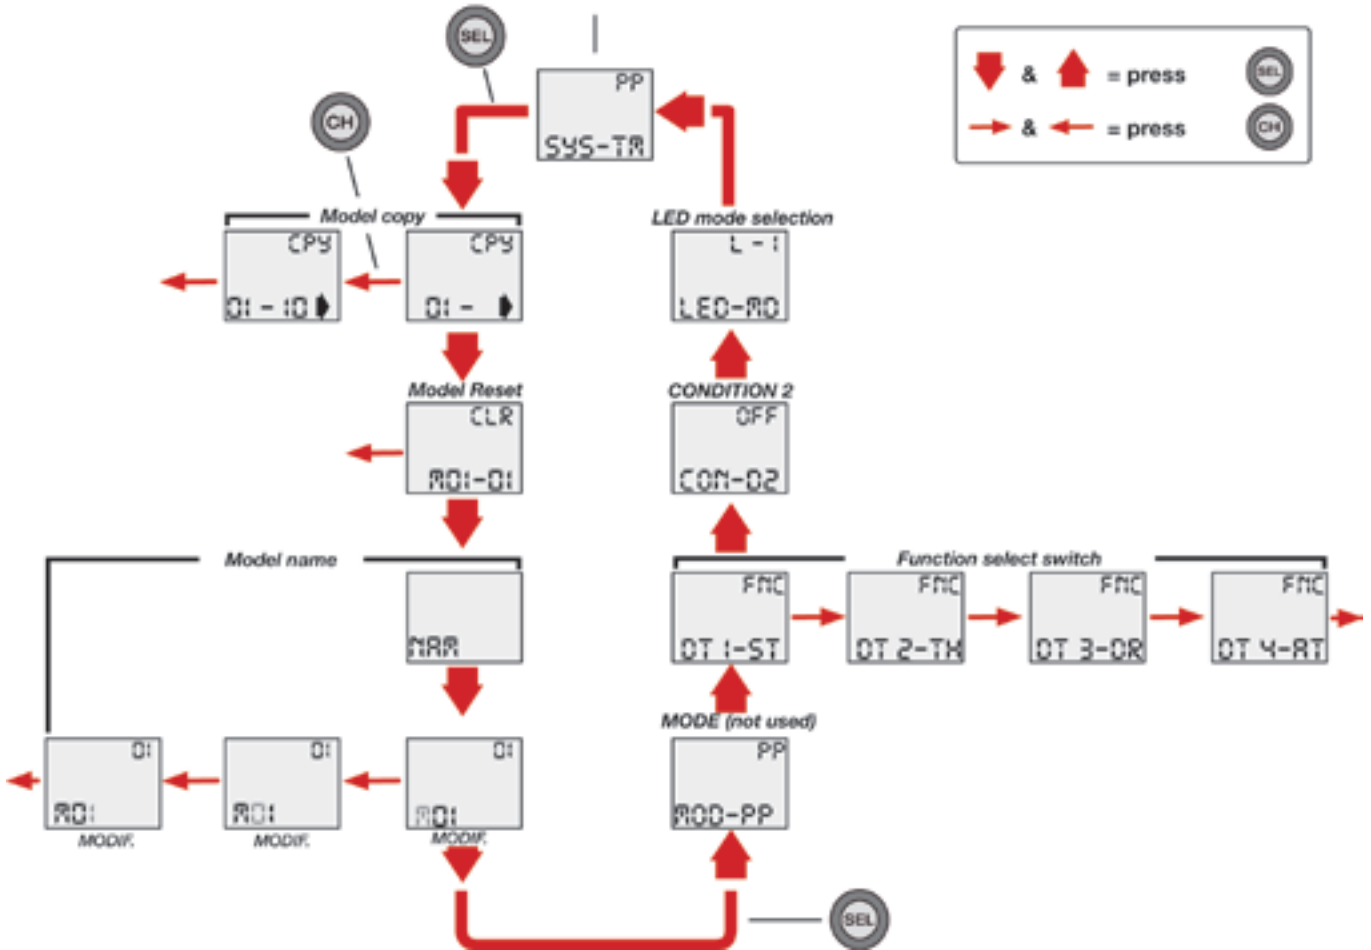 SEL
PP
SYS-TM
& = press SEL
& = press CH
CH
Model copy
CPY
01-10
CPY
01-
LED mode selection
L-1
LED-MO
Model Reset
CLR
M01-01
CONDITION 2
OFF
CON-02
Model name
NAM
Function select switch
FNC
OT 1-ST
FNC
OT 2-TH
FNC
OT 3-DR
FNC
OT 4-AT
01
M01
MODIF.
01
M01
MODIF.
01
M01
MODIF.
MODE (not used)
PP
MOD-PP
SEL